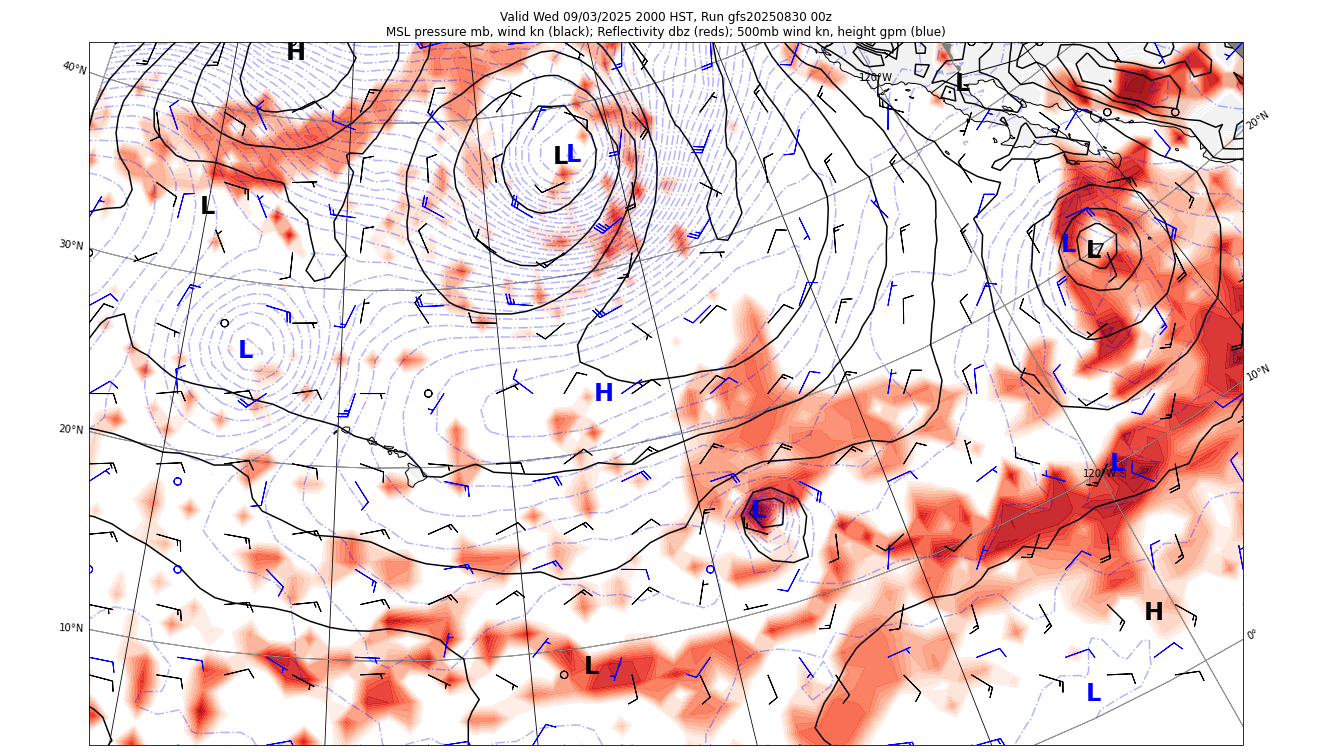 Valid Wed 09/03/2025 2000 HST, Run gfs20250830 00z
MSL pressure mb, wind kn (black); Reflectivity dbz (reds); 500mb wind kn, height gpm (blue)
H
40°N
120°W
L
20°N
L L
L
30°N
L L
L
10°N
H
20°N
L
120°W
L
H
10°N
0°
L
L